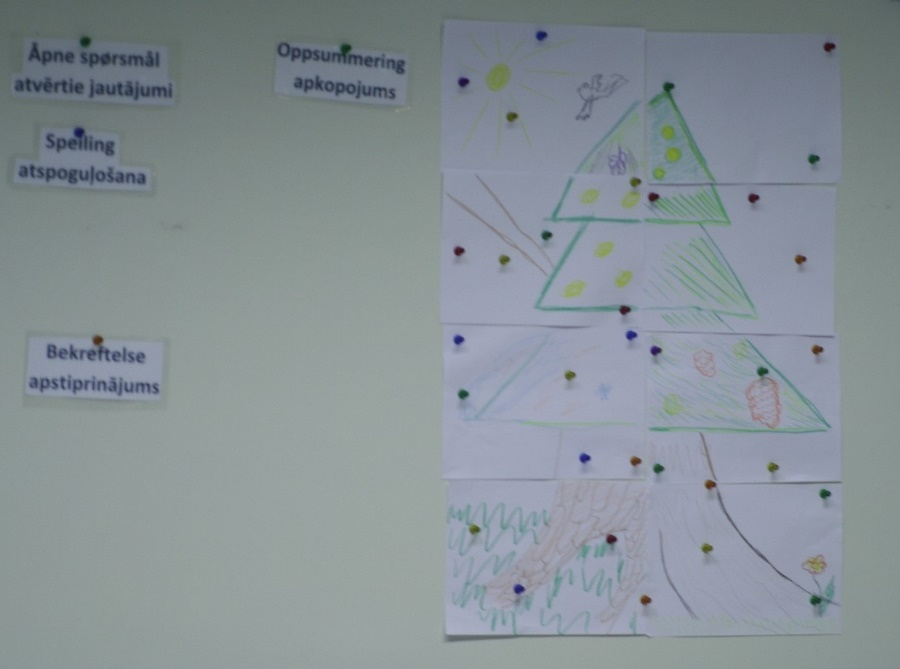 Åpne spørsmål
atvērtie jautājumi
Oppsummering
apkopojums
Speiling
atspoguļošana
Bekreftelse
apstiprinājums